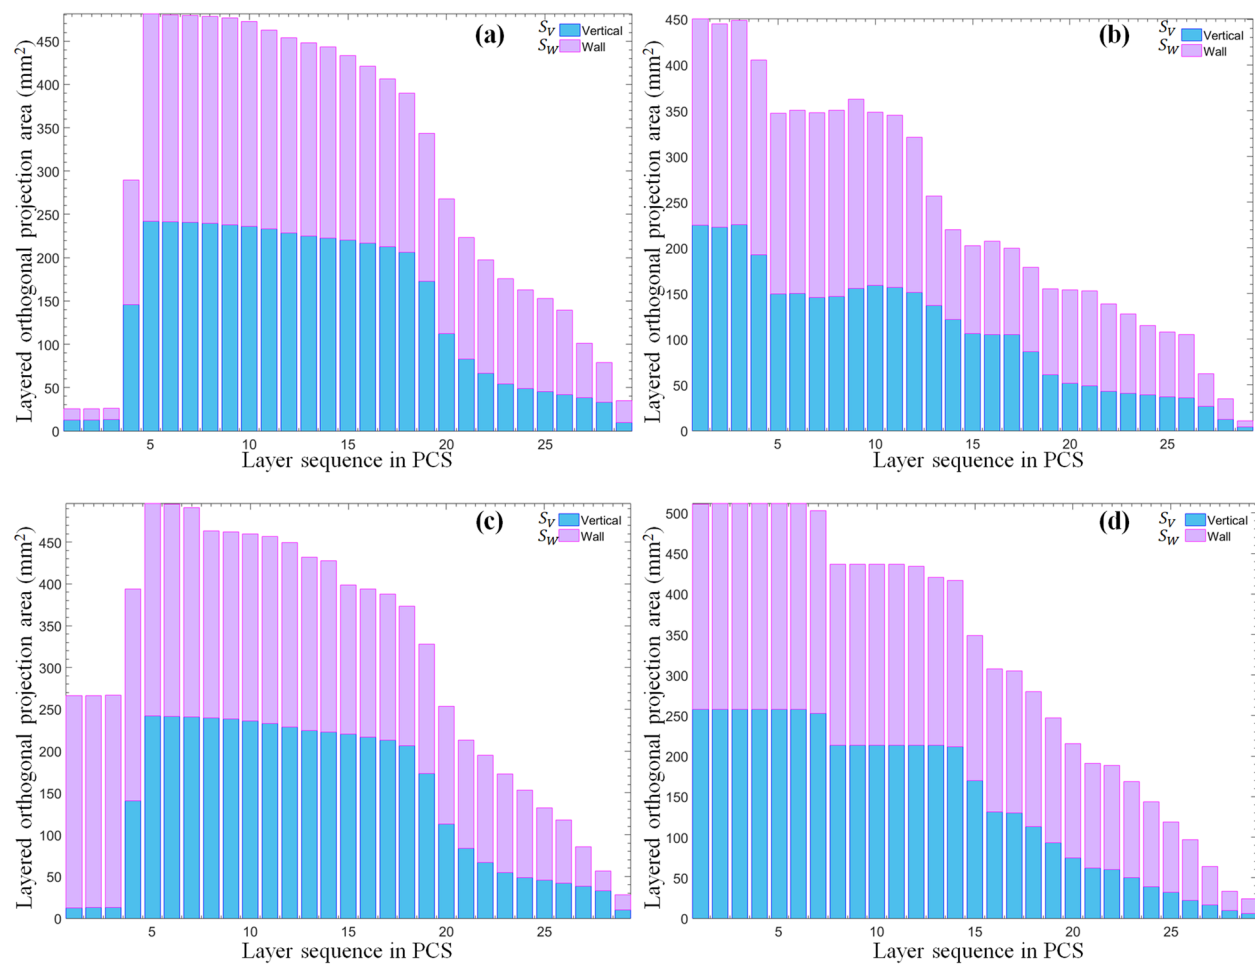 (a)
S_V Vertical
S_W Wall
Layered orthogonal projection area (mm²)
450
400
350
300
250
200
150
100
50
0
5 10 15 20 25
Layer sequence in PCS
(b)
S_V Vertical
S_W Wall
Layered orthogonal projection area (mm²)
450
400
350
300
250
200
150
100
50
0
5 10 15 20 25
Layer sequence in PCS
(c)
S_V Vertical
S_W Wall
Layered orthogonal projection area (mm²)
450
400
350
300
250
200
150
100
50
0
5 10 15 20 25
Layer sequence in PCS
(d)
S_V Vertical
S_W Wall
Layered orthogonal projection area (mm²)
500
450
400
350
300
250
200
150
100
50
0
5 10 15 20 25
Layer sequence in PCS